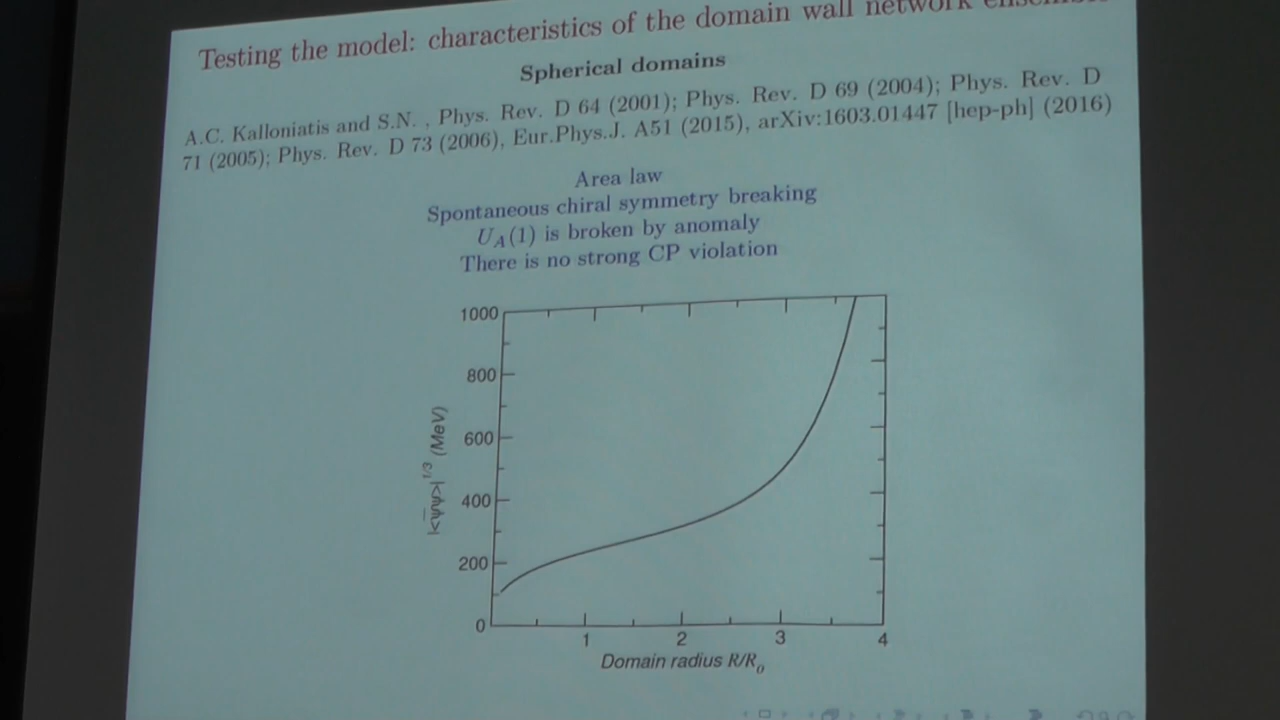 Testing the model: characteristics of the domain wall network
Spherical domains
A.C. Kalloniatis and S.N. , Phys. Rev. D 64 (2001); Phys. Rev. D 69 (2004); Phys. Rev. D
71 (2005); Phys. Rev. D 73 (2006), Eur.Phys.J. A51 (2015), arXiv:1603.01447 [hep-ph] (2016)
Area law
Spontaneous chiral symmetry breaking
U_A(1) is broken by anomaly
There is no strong CP violation
1000
800
600
400
200
0
|<ψ̅ψ>|^1/3 (MeV)
1 2 3 4
Domain radius R/R_0